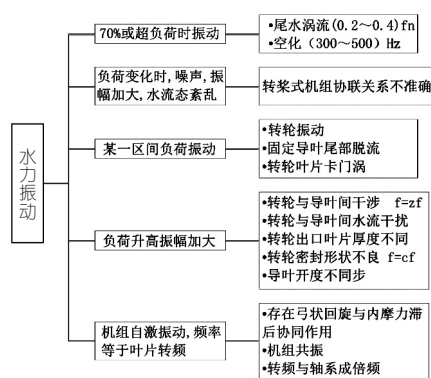 水力振动
70%或超负荷时振动
•尾水涡流(0.2～0.4)fn
•空化(300～500)Hz
负荷变化时,噪声,振
幅加大,水流态紊乱
转桨式机组协联关系不准确
某一区间负荷振动
•转轮振动
•固定导叶尾部脱流
•转轮叶片卡门涡
负荷升高振幅加大
•转轮与导叶间干涉 f=zf
•转轮与导叶间水流干扰
•转轮出口叶片厚度不同
•转轮密封形状不良 f=cf
•导叶开度不同步
机组自激振动,频率
等于叶片转频
•存在弓状回旋与内摩力滞
后协同作用
•机组共振
•转频与轴系成倍频